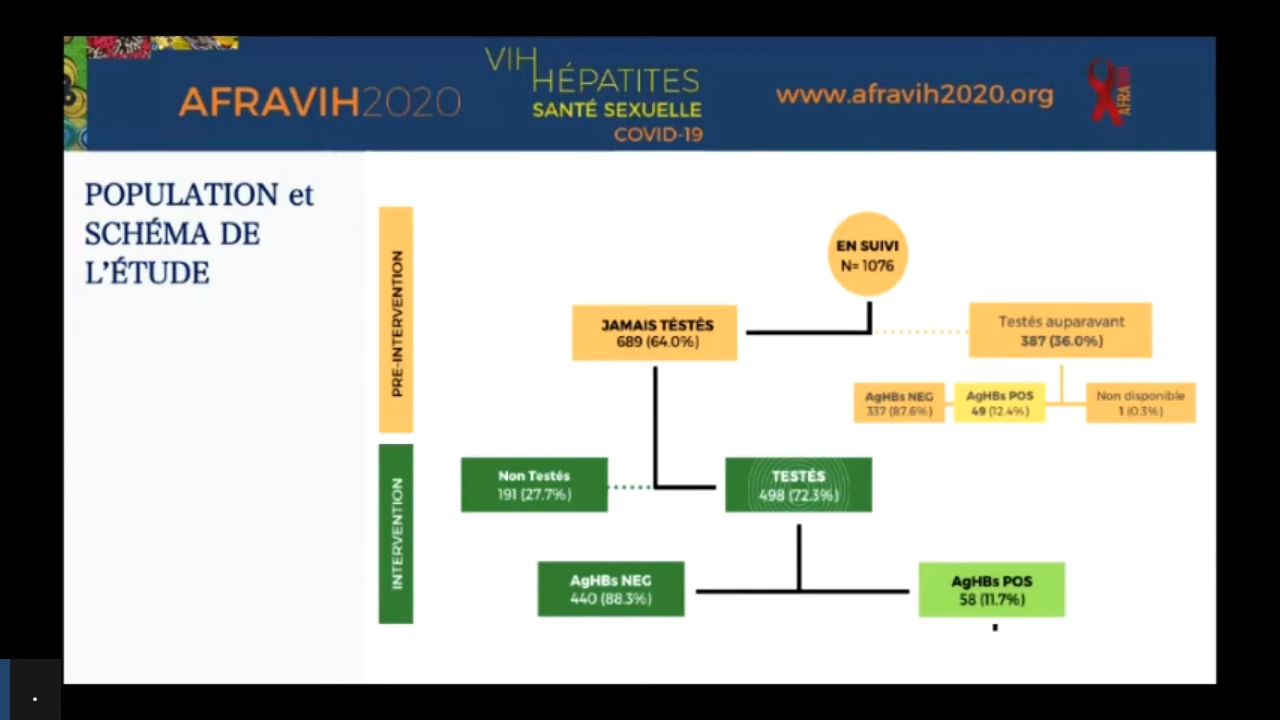 AFRAVIH2020
VIH
HÉPATITES
SANTÉ SEXUELLE
COVID-19
www.afravih2020.org
AFRAVIH
POPULATION et
SCHÉMA DE
L'ÉTUDE
PRE-INTERVENTION
EN SUIVI
N= 1076
JAMAIS TÉSTÉS
689 (64.0%)
Testés auparavant
387 (36.0%)
AgHBs NEG
337 (87.6%)
AgHBs POS
49 (12.4%)
Non disponible
1 (0.3%)
INTERVENTION
Non Testés
191 (27.7%)
TESTÉS
498 (72.3%)
AgHBs NEG
440 (88.3%)
AgHBs POS
58 (11.7%)